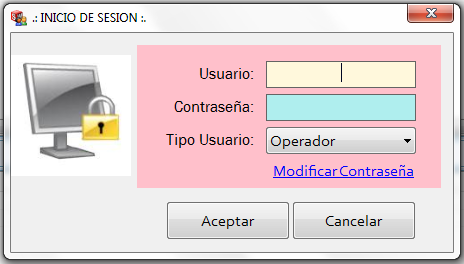 .: INICIO DE SESION :.
Usuario:
Contraseña:
Tipo Usuario: Operador
Modificar Contraseña
Aceptar Cancelar